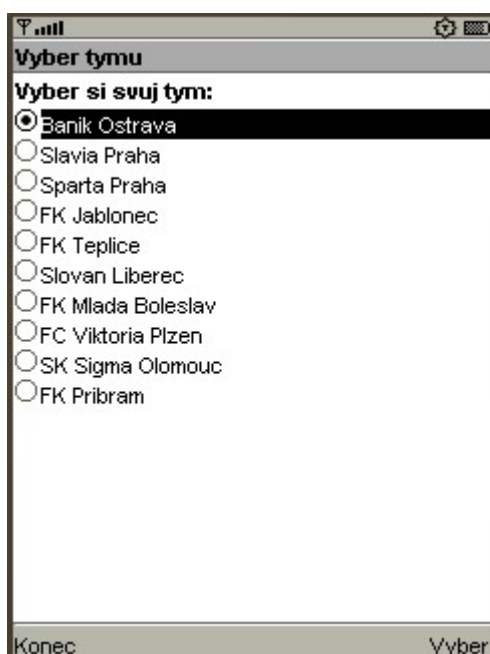 Vyber tymu
Vyber si svuj tym:
Banik Ostrava
Slavia Praha
Sparta Praha
FK Jablonec
FK Teplice
Slovan Liberec
FK Mlada Boleslav
FC Viktoria Plzen
SK Sigma Olomouc
FK Pribram
Konec Vyber